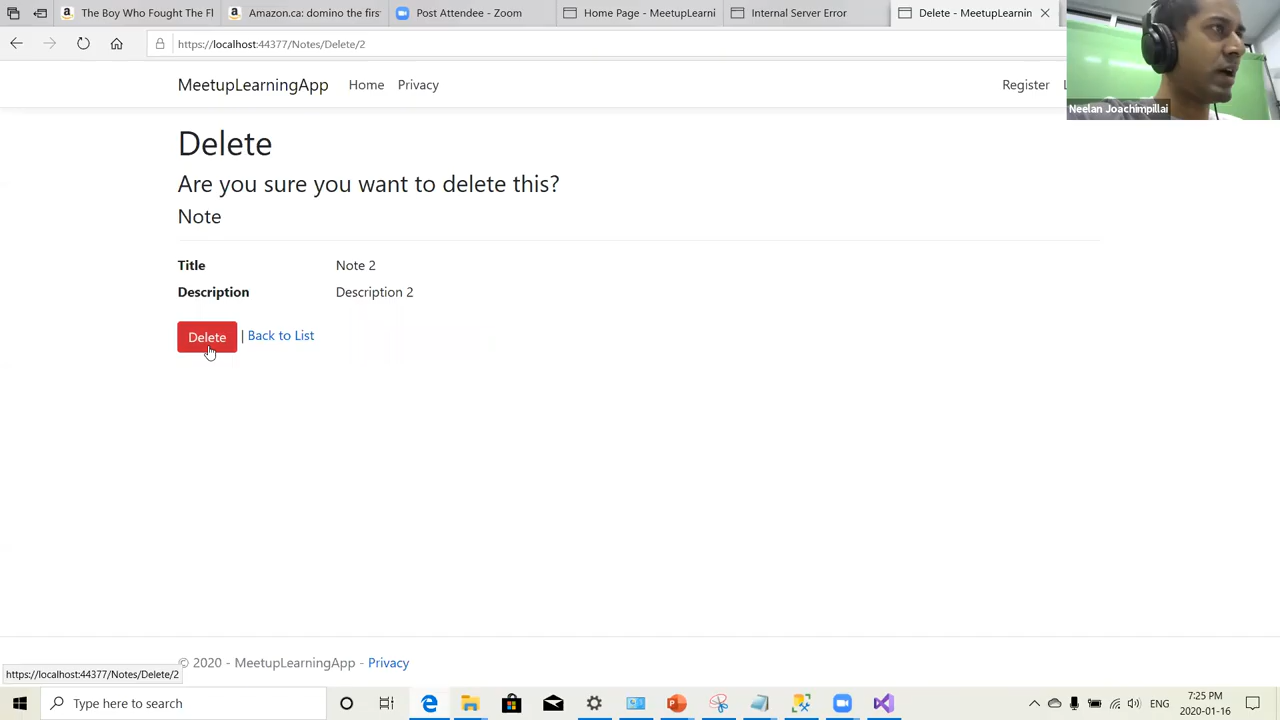 The Boy Who Fought The Fl
Amazon.ca: domino the firs
Post Attendee - Zoom
Home Page - MeetupLearni
Internal Server Error
Delete - MeetupLearnin
https://localhost:44377/Notes/Delete/2
Neelan Joachimpillai
MeetupLearningApp
Home
Privacy
Register
Delete
Are you sure you want to delete this?
Note
Title Note 2
Description Description 2
Delete | Back to List
© 2020 - MeetupLearningApp - Privacy
https://localhost:44377/Notes/Delete/2
Type here to search
ENG
7:25 PM
2020-01-16